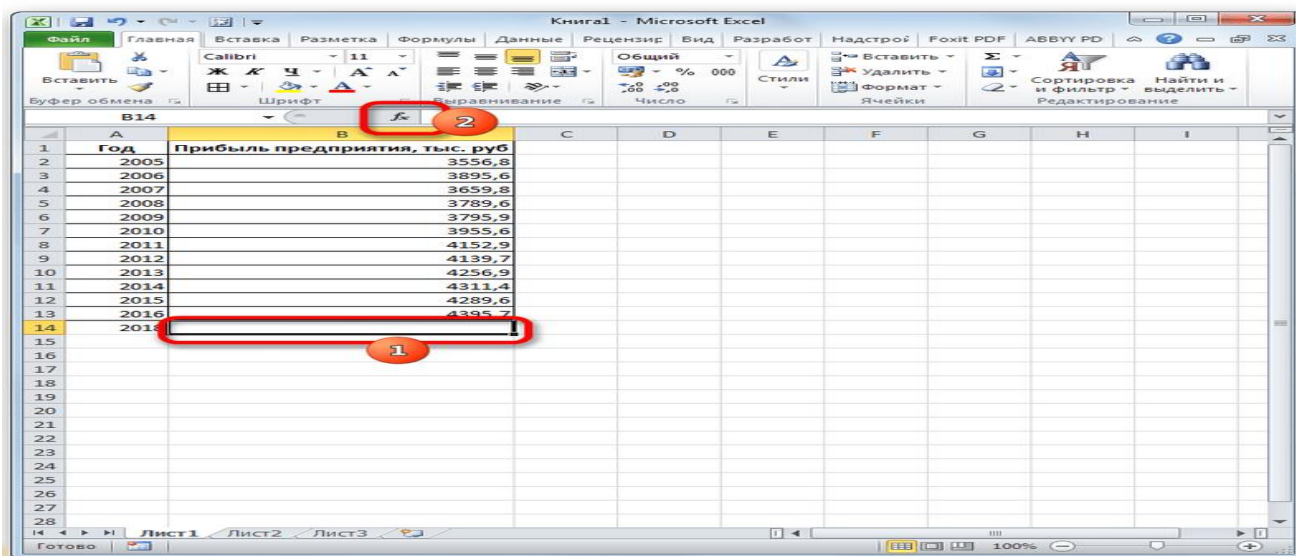 Книга1 - Microsoft Excel
Файл Главная Вставка Разметка Формулы Данные Рецензир Вид Разработ Надстрой Foxit PDF ABBYY PD
Вставить Calibri 11 Общий Стили Вставить Σ Сортировка и фильтр Найти и выделить
Ж К Ч А А % 000 Удалить
А Формат
Буфер обмена Шрифт Выравнивание Число Ячейки Редактирование
B14 fx 2
A B C D E F G H I
1 Год Прибыль предприятия, тыс. руб
2 2005 3556,8
3 2006 3895,6
4 2007 3659,8
5 2008 3789,6
6 2009 3795,9
7 2010 3955,6
8 2011 4152,9
9 2012 4139,7
10 2013 4256,9
11 2014 4311,4
12 2015 4289,6
13 2016 4395,7
14 2018
15
1
16
17
18
19
20
21
22
23
24
25
26
27
28
Лист1 Лист2 Лист3
Готово 100%